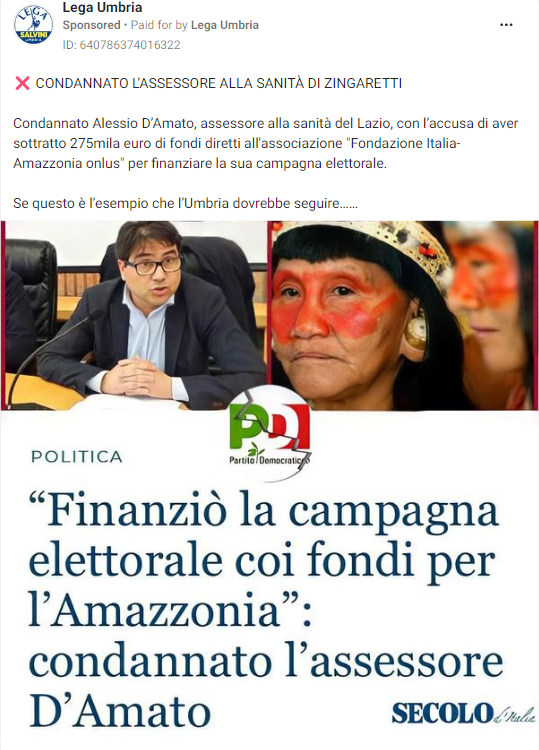 LEGA
SALVINI
UMBRIA
Lega Umbria
Sponsored • Paid for by Lega Umbria
ID: 640786374016322
❌ CONDANNATO L'ASSESSORE ALLA SANITÀ DI ZINGARETTI
Condannato Alessio D'Amato, assessore alla sanità del Lazio, con l'accusa di aver
sottratto 275mila euro di fondi diretti all'associazione "Fondazione Italia-
Amazzonia onlus" per finanziare la sua campagna elettorale.
Se questo è l'esempio che l'Umbria dovrebbe seguire……
PD
Partito Democratico
POLITICA
“Finanziò la campagna
elettorale coi fondi per
l’Amazzonia”:
condannato l’assessore
D’Amato
SECOLO d'Italia